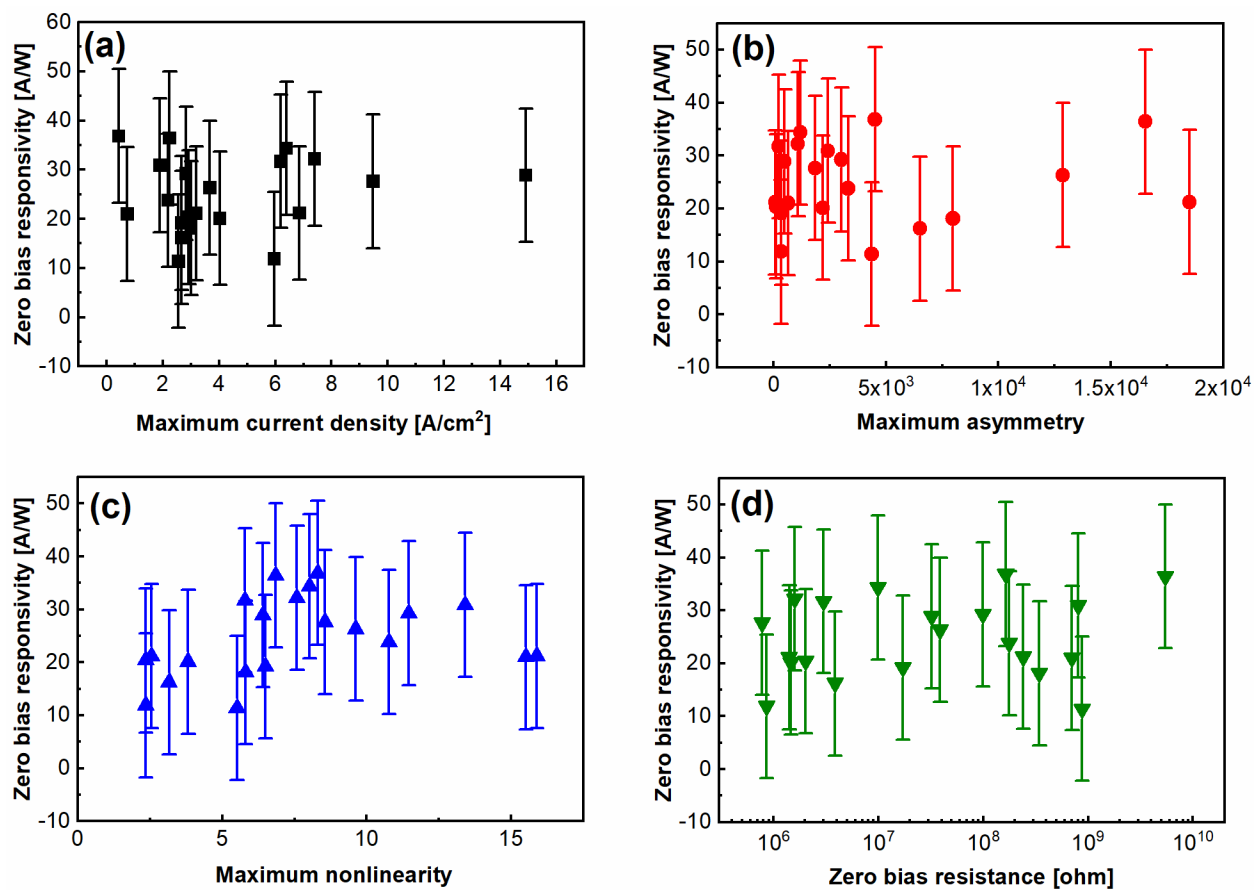 (a)
Zero bias responsivity [A/W]
60
50
40
30
20
10
0
-10
0 2 4 6 8 10 12 14 16
Maximum current density [A/cm²]
(b)
Zero bias responsivity [A/W]
50
40
30
20
10
0
-10
0 5x10³ 1x10⁴ 1.5x10⁴ 2x10⁴
Maximum asymmetry
(c)
Zero bias responsivity [A/W]
50
40
30
20
10
0
-10
0 5 10 15
Maximum nonlinearity
(d)
Zero bias responsivity [A/W]
50
40
30
20
10
0
-10
10⁶ 10⁷ 10⁸ 10⁹ 10¹⁰
Zero bias resistance [ohm]